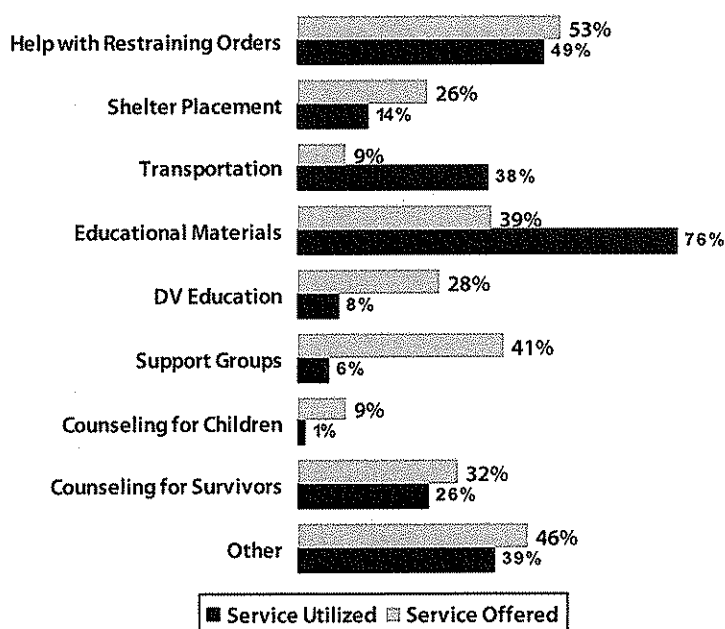 53%
Help with Restraining Orders
49%
26%
Shelter Placement
14%
9%
Transportation
38%
39%
Educational Materials
76%
28%
DV Education
8%
41%
Support Groups
6%
9%
Counseling for Children
1%
32%
Counseling for Survivors
26%
46%
Other
39%
Service Utilized Service Offered